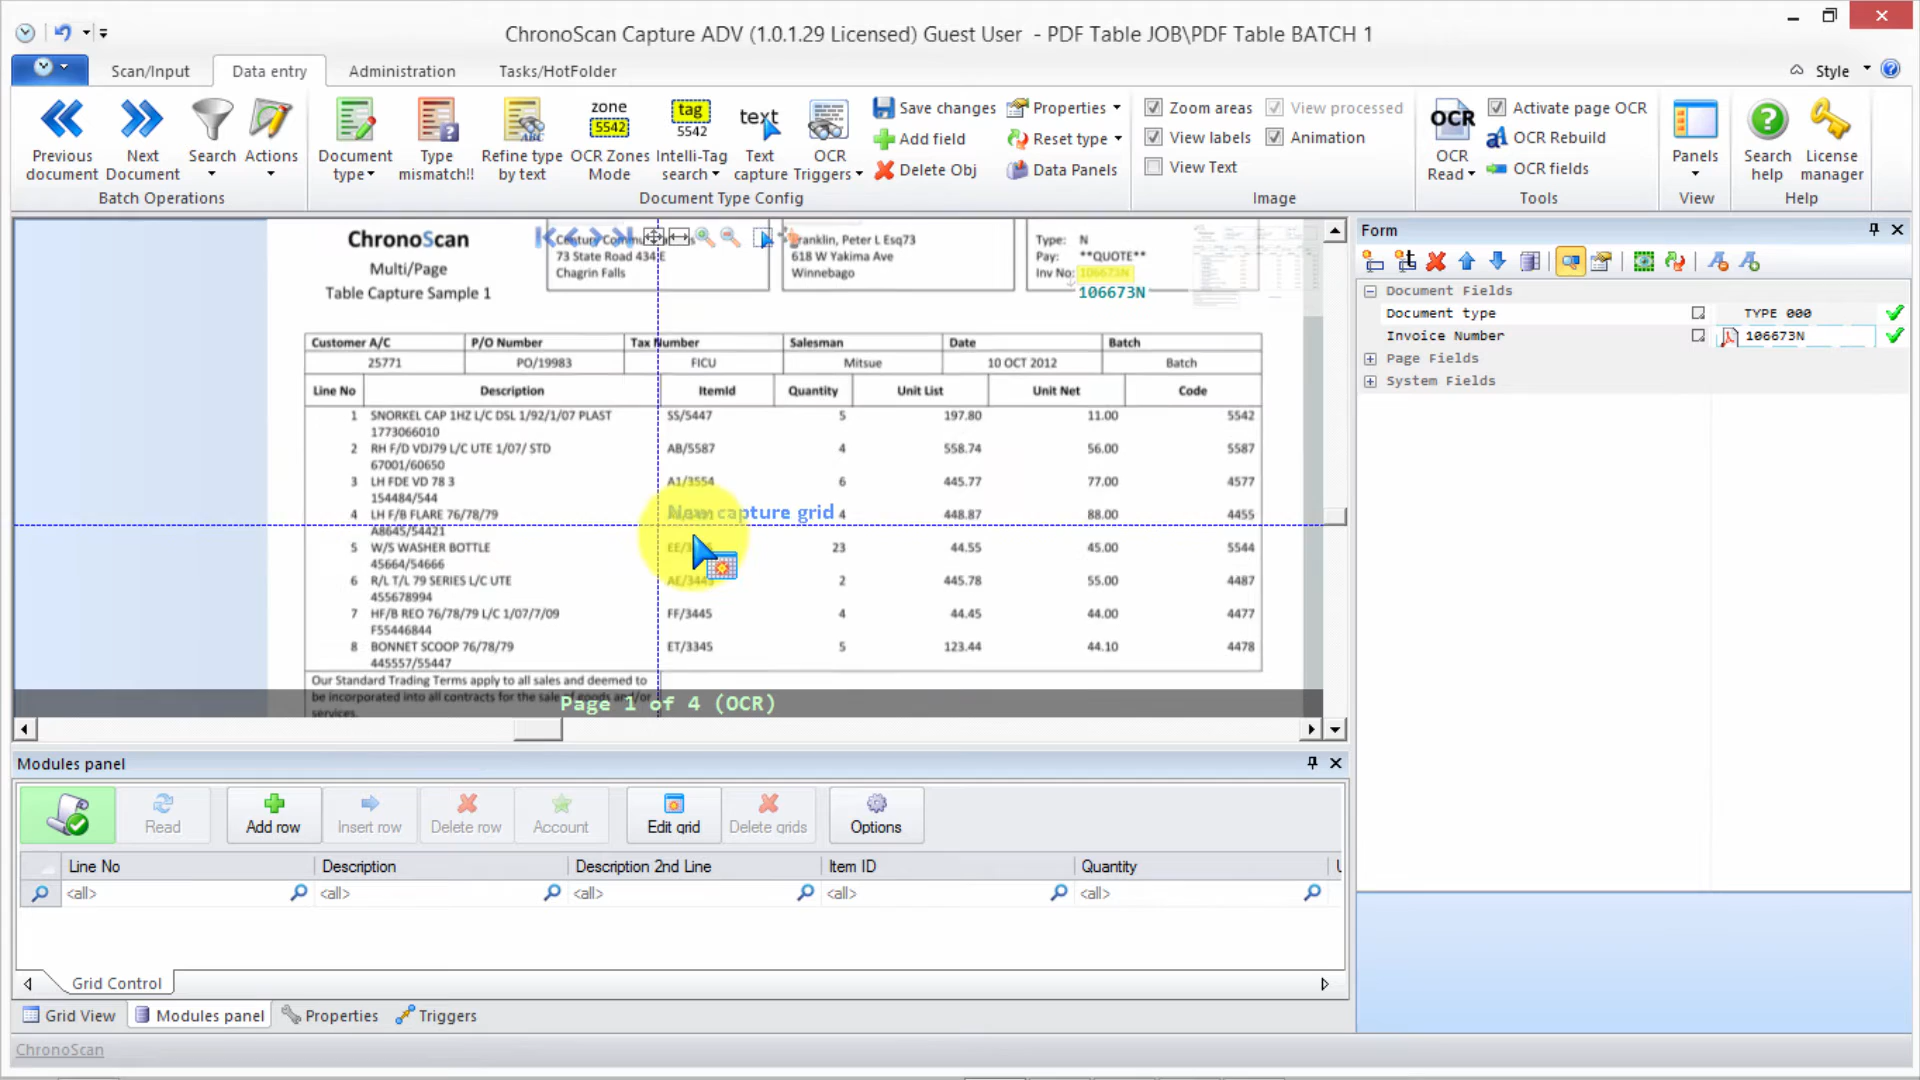 ChronoScan Capture ADV (1.0.1.29 Licensed) Guest User - PDF Table JOB\PDF Table BATCH 1
Scan/Input Data entry Administration Tasks/HotFolder Style
Previous document
Next Document
Search
Actions
Batch Operations
Document type
Type mismatch!!
Refine type by text
zone 5542 OCR Zones Mode
tag 5542 Intelli-Tag search
text Text capture
OCR Triggers
Save changes
Add field
Delete Obj
Properties
Reset type
Data Panels
Document Type Config
Zoom areas
View labels
View Text
View processed
Animation
Image
OCR OCR Read
Activate page OCR
OCR Rebuild
OCR fields
Tools
Panels
View
Search help
License manager
Help
ChronoScan
Multi/Page
Table Capture Sample 1
73 State Road 434 E
Chagrin Falls
Franklin, Peter L Esq73
618 W Yakima Ave
Winnebago
Type: N
Pay: **QUOTE**
Inv No: 106673N
106673N
Customer A/C P/O Number Tax Number Salesman Date Batch
25771 PO/19983 FICU Mitsue 10 OCT 2012 Batch
Line No Description ItemId Quantity Unit List Unit Net Code
1 SNORKEL CAP 1HZ L/C DSL 1/92/1/07 PLAST SS/5447 5 197.80 11.00 5542
1773066010
2 RH F/D VDJ79 L/C UTE 1/07/ STD AB/5587 4 558.74 56.00 5587
67001/60650
3 LH FDE VD 78 3 A1/3554 6 445.77 77.00 4577
154484/544
4 LH F/B FLARE 76/78/79 New capture grid 4 448.87 88.00 4455
A8645/54421
5 W/S WASHER BOTTLE 23 44.55 45.00 5544
45664/54666
6 R/L T/L 79 SERIES L/C UTE AE/3445 2 445.78 55.00 4487
455678994
7 HF/B REO 76/78/79 L/C 1/07/7/09 FF/3445 4 44.45 44.00 4477
F55446844
8 BONNET SCOOP 76/78/79 ET/3345 5 123.44 44.10 4478
445557/55447
Our Standard Trading Terms apply to all sales and deemed to
be incorporated into all contracts for the sale of goods and/or
services.
Page 1 of 4 (OCR)
Form
Document Fields
Document type TYPE 000
Invoice Number 106673N
Page Fields
System Fields
Modules panel
Read Add row Insert row Delete row Account Edit grid Delete grids Options
Line No Description Description 2nd Line Item ID Quantity
<all> <all> <all> <all> <all>
Grid Control
Grid View Modules panel Properties Triggers
ChronoScan